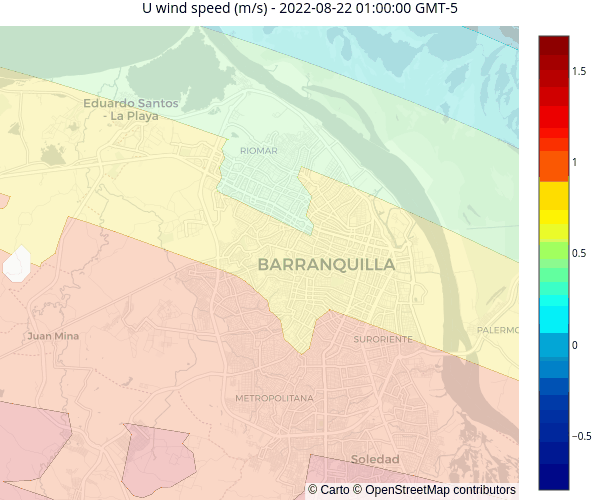 U wind speed (m/s) - 2022-08-22 01:00:00 GMT-5
1.5
Eduardo Santos
- La Playa
RIOMAR
1
0.5
BARRANQUILLA
Juan Mina
PALERMO
SURORIENTE
0
METROPOLITANA
−0.5
Soledad
© Carto © OpenStreetMap contributors